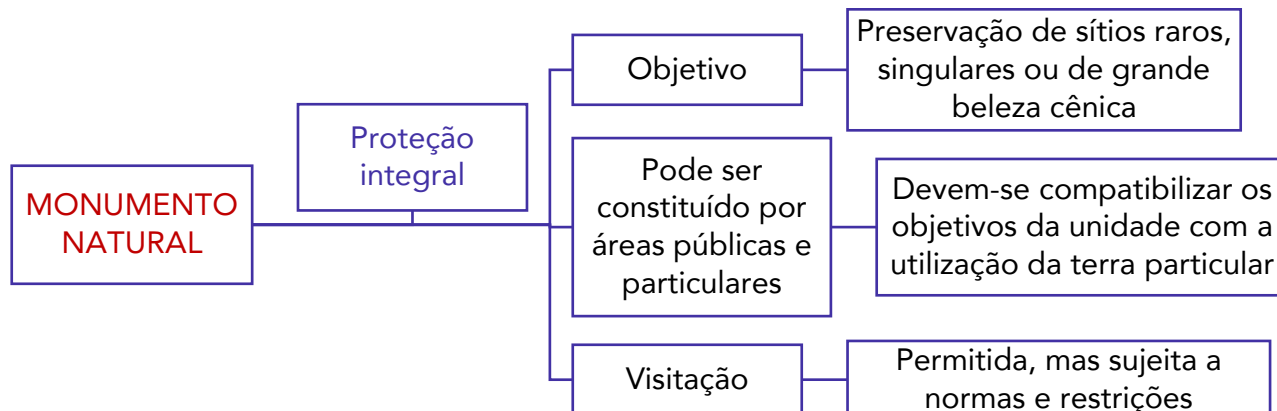 MONUMENTO
NATURAL
Proteção
integral
Objetivo
Preservação de sítios raros,
singulares ou de grande
beleza cênica
Pode ser
constituído por
áreas públicas e
particulares
Devem-se compatibilizar os
objetivos da unidade com a
utilização da terra particular
Visitação
Permitida, mas sujeita a
normas e restrições